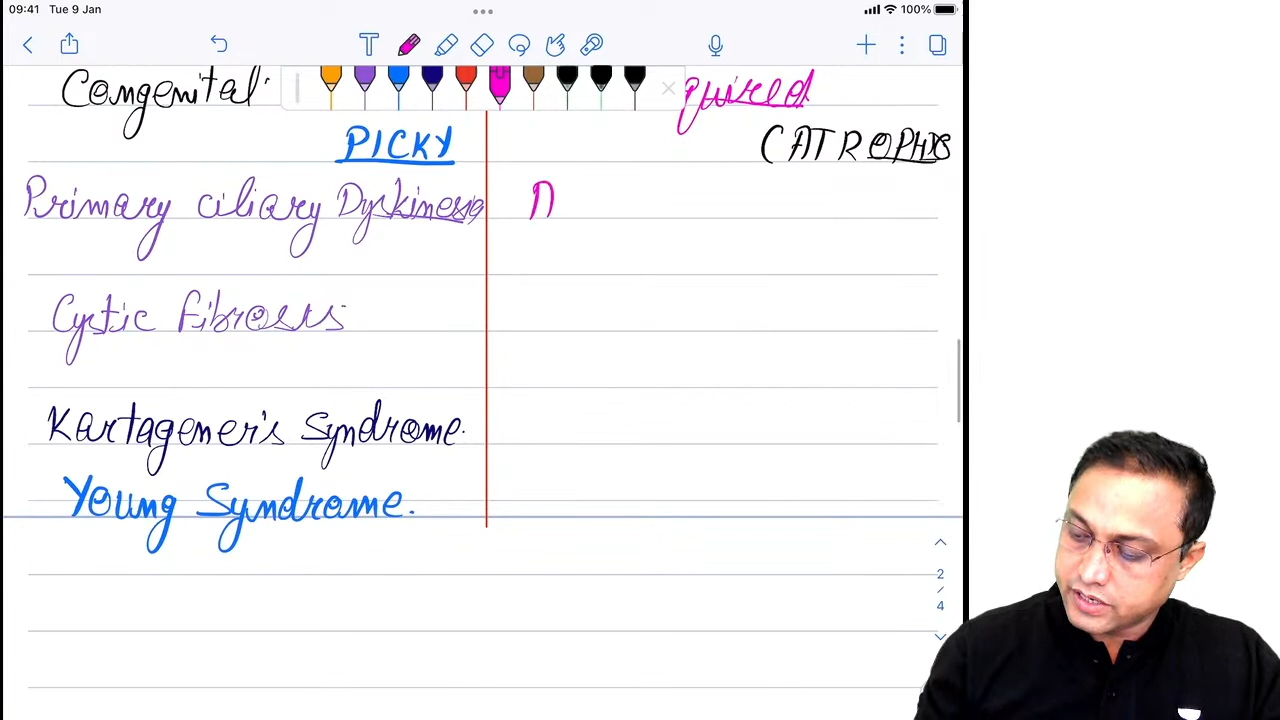 09:41 Tue 9 Jan
100%
T
Congenital
quired
PICKY
CATROPHIS
Primary ciliary Dyskinesia
Cystic Fibrosis
Kartagener's Syndrome.
Young Syndrome.
2
4